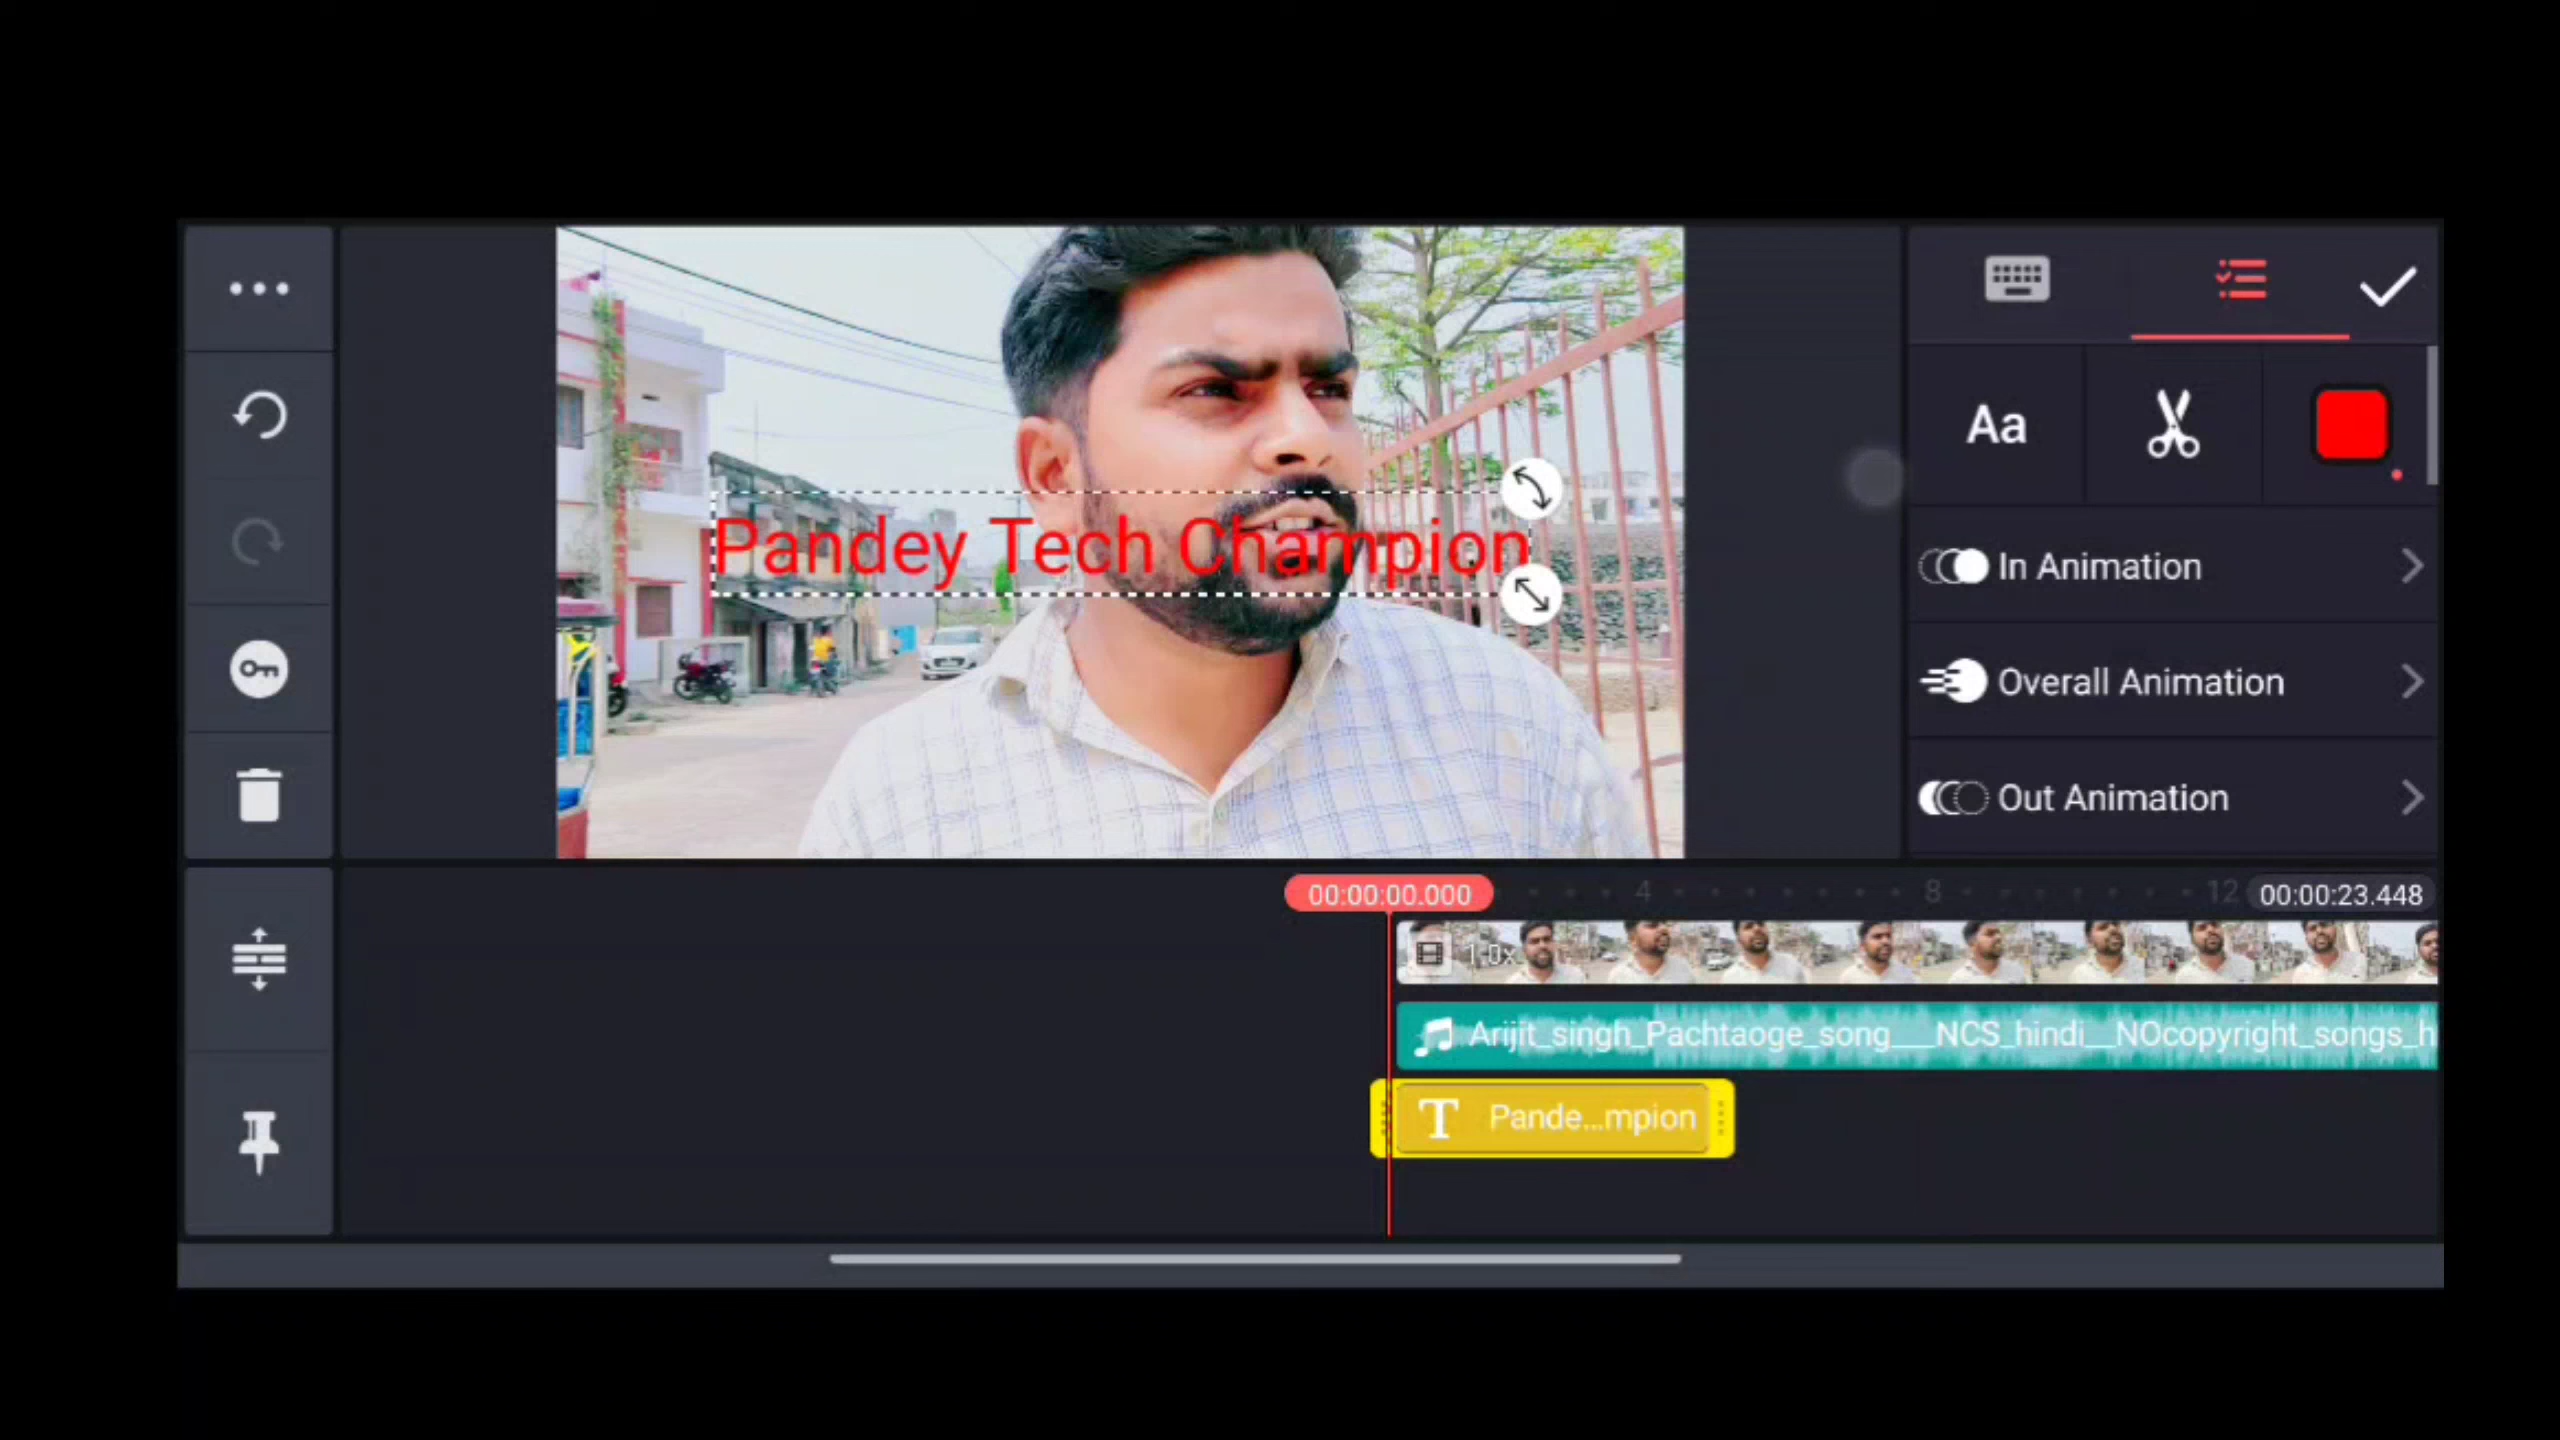 Aa
Pandey Tech Champion
In Animation
Overall Animation
Out Animation
00:00:00.000
4
8
12
00:00:23.448
1.0x
Arijit_singh_Pachtaoge_song___NCS_hindi__NOcopyright_songs_h
T Pande...mpion